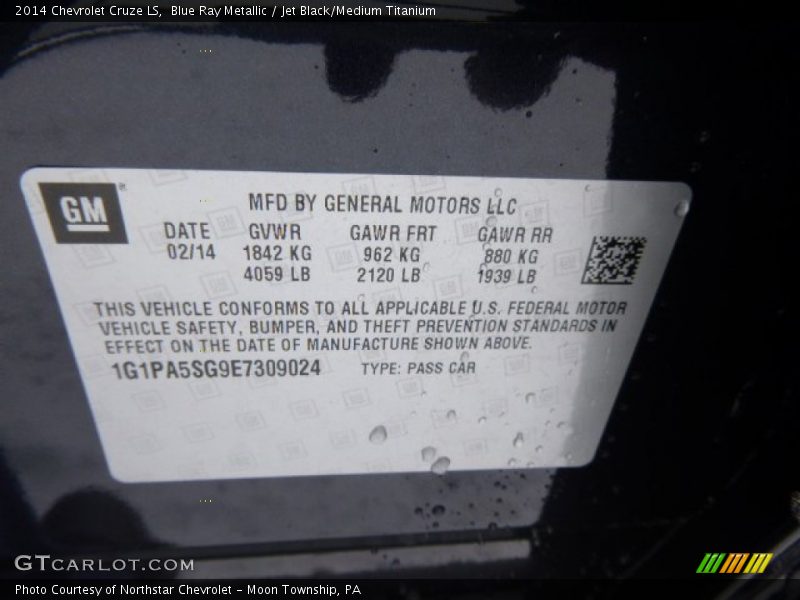 2014 Chevrolet Cruze LS,  Blue Ray Metallic / Jet Black/Medium Titanium
GM
MFD BY GENERAL MOTORS LLC
DATE GVWR GAWR FRT GAWR RR
02/14 1842 KG 962 KG 880 KG
4059 LB 2120 LB 1939 LB
THIS VEHICLE CONFORMS TO ALL APPLICABLE U.S. FEDERAL MOTOR
VEHICLE SAFETY, BUMPER, AND THEFT PREVENTION STANDARDS IN
EFFECT ON THE DATE OF MANUFACTURE SHOWN ABOVE.
1G1PA5SG9E7309024 TYPE: PASS CAR
GTCARLOT.COM
Photo Courtesy of Northstar Chevrolet - Moon Township, PA